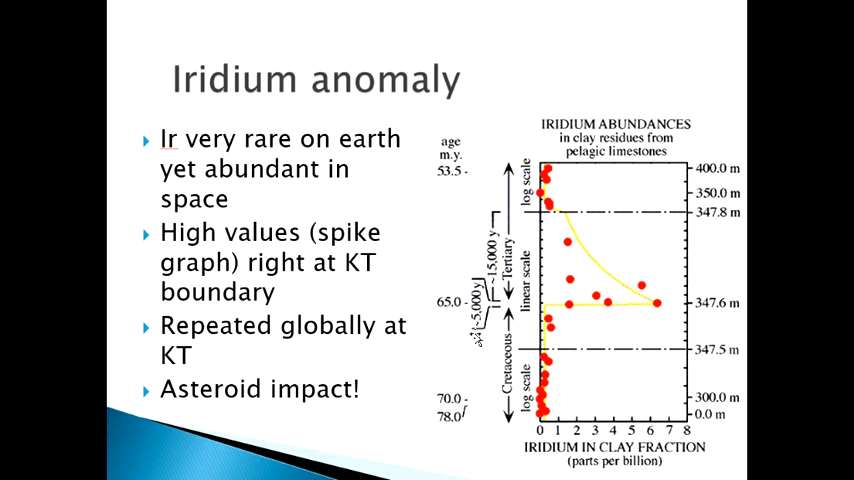 Iridium anomaly
Ir very rare on earth
yet abundant in
space
High values (spike
graph) right at KT
boundary
Repeated globally at
KT
Asteroid impact!
IRIDIUM ABUNDANCES
in clay residues from
pelagic limestones
age
m.y.
53.5 -
65.0 -
70.0 -
78.0
~15,000 y
~5,000 y
Tertiary
Cretaceous
log scale
linear scale
log scale
400.0 m
350.0 m
347.8 m
347.6 m
347.5 m
300.0 m
0.0 m
0 1 2 3 4 5 6 7 8
IRIDIUM IN CLAY FRACTION
(parts per billion)